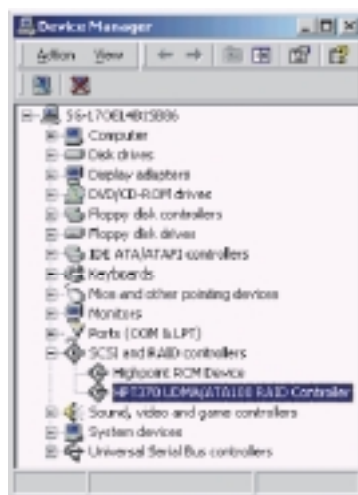 Device Manager
Action View
Computer
Disk drives
Display adapters
DVD/CD-ROM drives
Floppy disk controllers
Floppy disk drives
IDE ATA/ATAPI controllers
Keyboards
Mice and other pointing devices
Monitors
Ports (COM & LPT)
SCSI and RAID controllers
Highpoint RCM Device
HPT370 UDMA/ATA100 RAID Controller
Sound, video and game controllers
System devices
Universal Serial Bus controllers